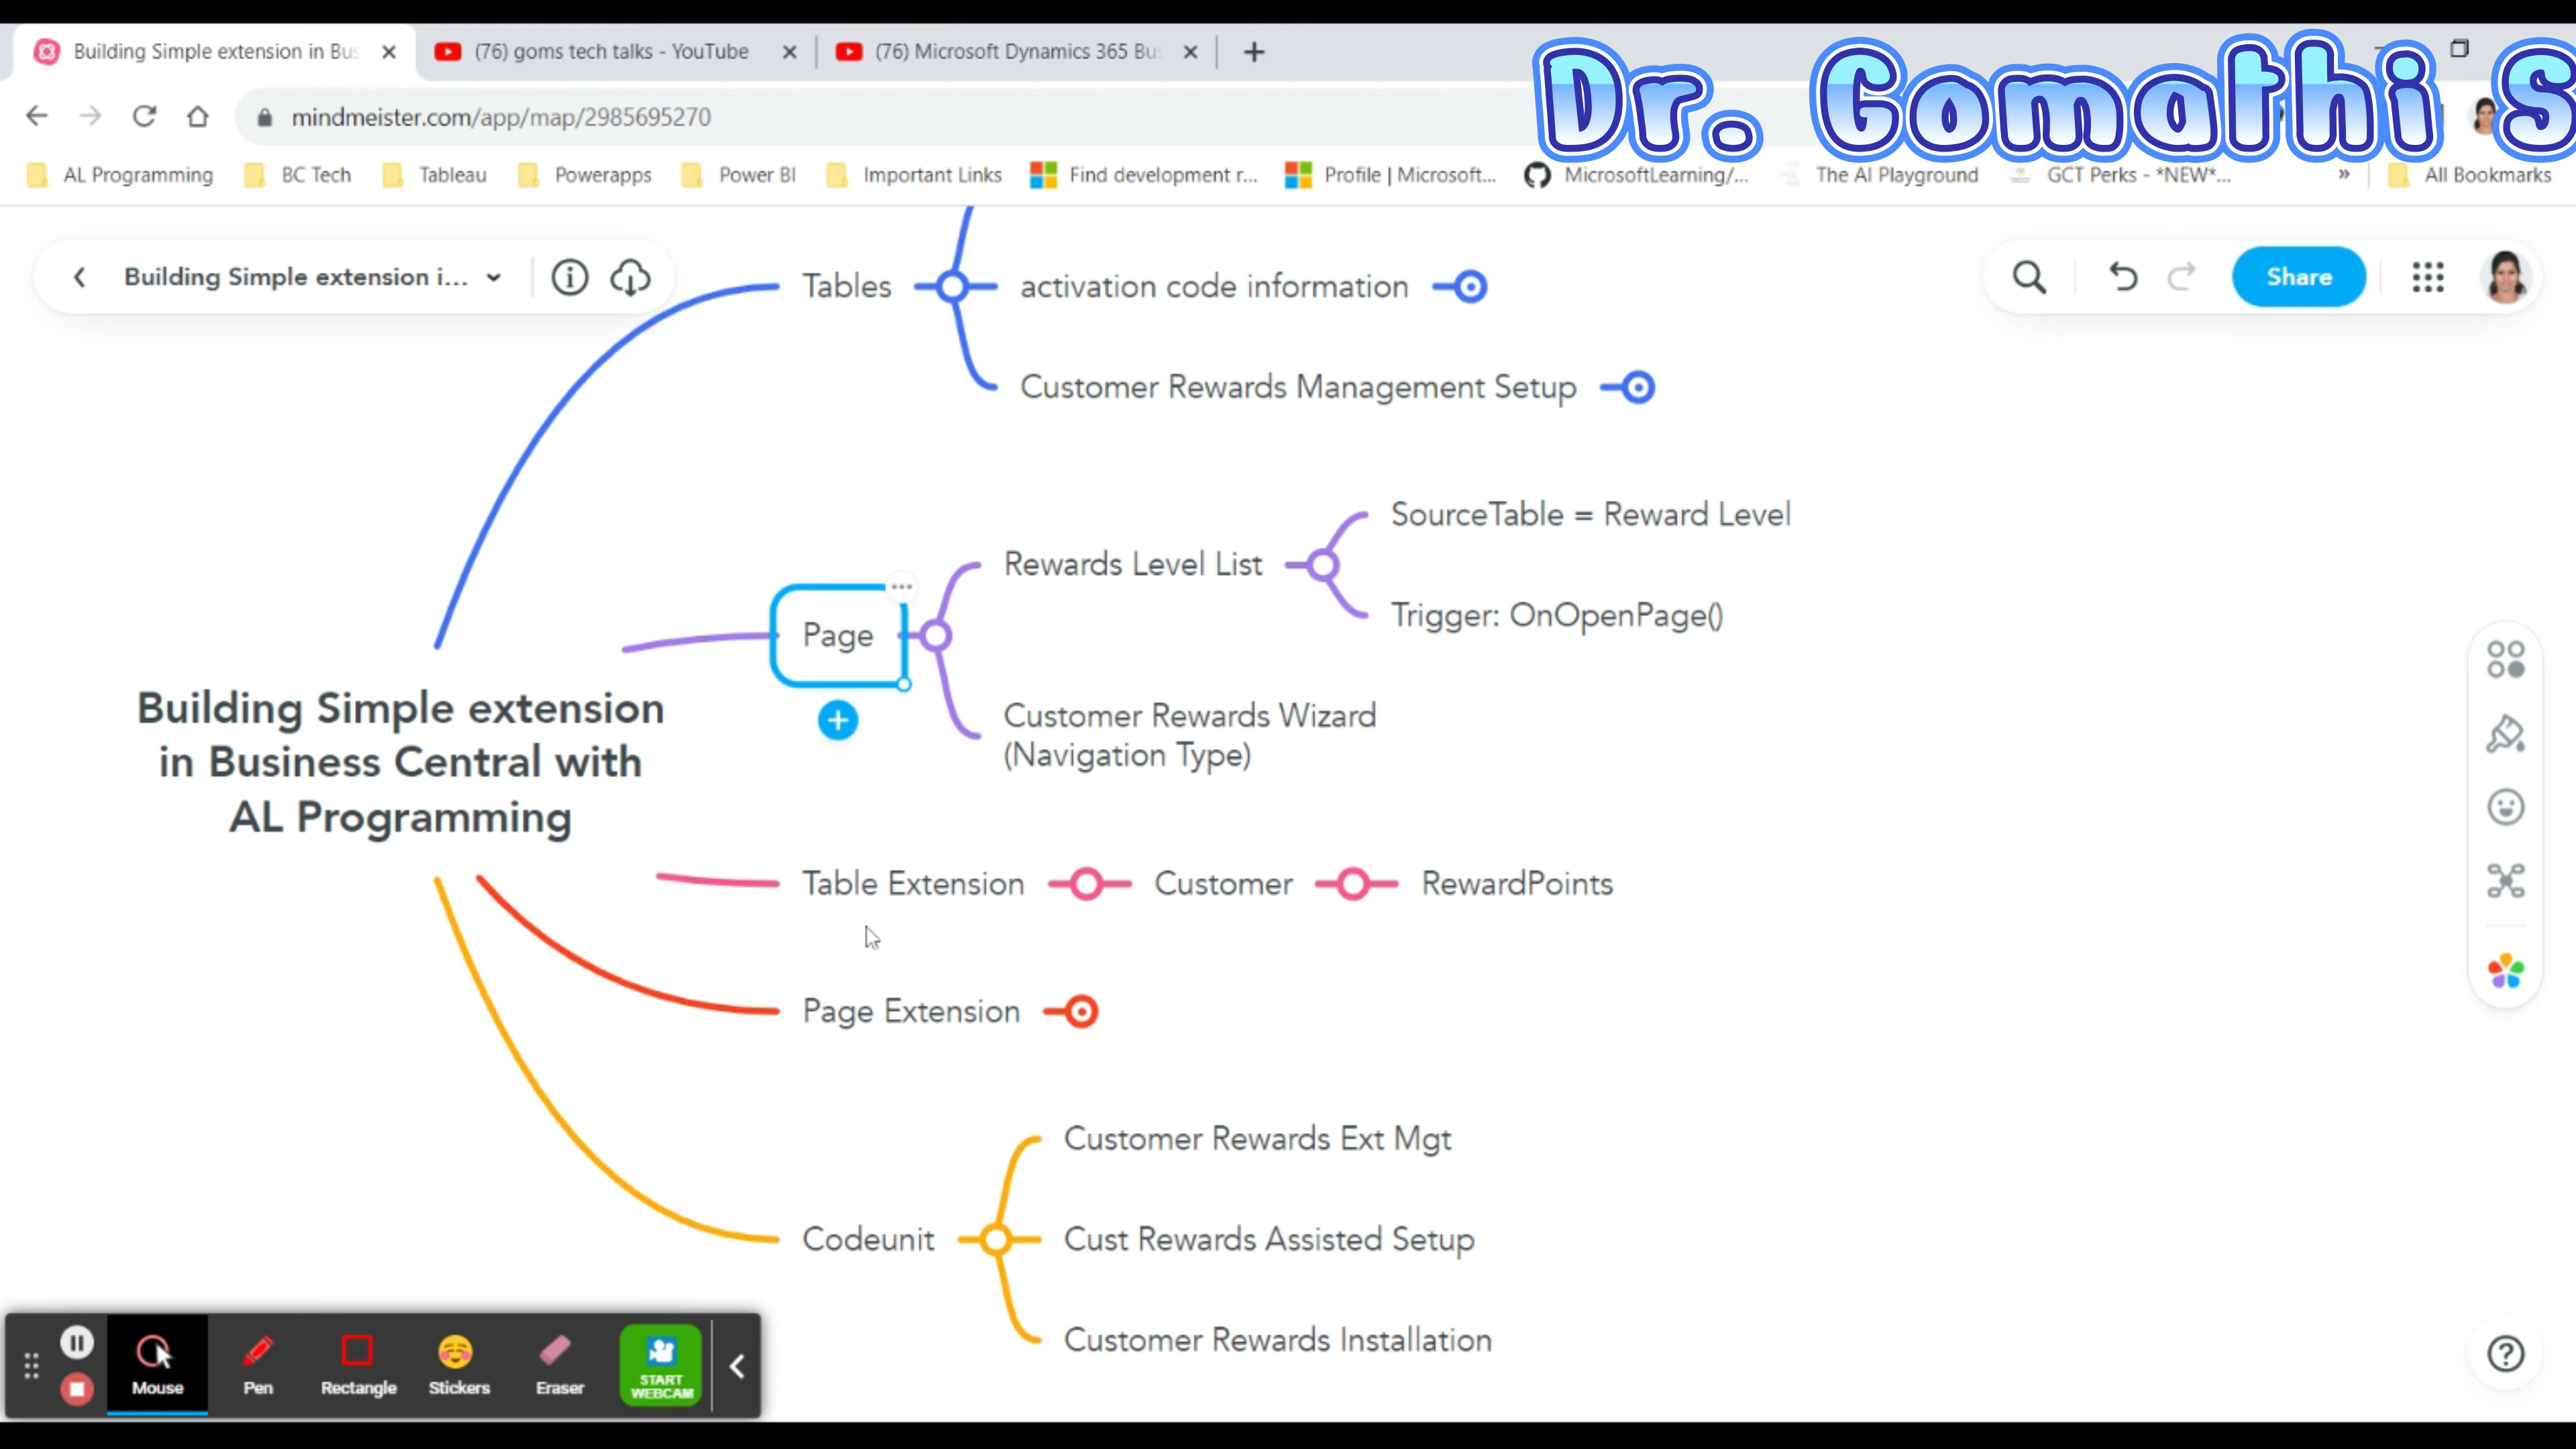 Building Simple extension in Bus
(76) goms tech talks - YouTube
(76) Microsoft Dynamics 365 Bus
Dr. Gomathi S
mindmeister.com/app/map/2985695270
AL Programming
BC Tech
Tableau
Powerapps
Power BI
Important Links
Find development r...
Profile | Microsoft...
MicrosoftLearning/...
The AI Playground
GCT Perks - *NEW*...
»
All Bookmarks
Building Simple extension i...
Share
Tables
activation code information
Customer Rewards Management Setup
SourceTable = Reward Level
Rewards Level List
Trigger: OnOpenPage()
Page
Customer Rewards Wizard
(Navigation Type)
Building Simple extension
in Business Central with
AL Programming
Table Extension
Customer
RewardPoints
Page Extension
Customer Rewards Ext Mgt
Codeunit
Cust Rewards Assisted Setup
Customer Rewards Installation
Mouse
Pen
Rectangle
Stickers
Eraser
START
WEBCAM